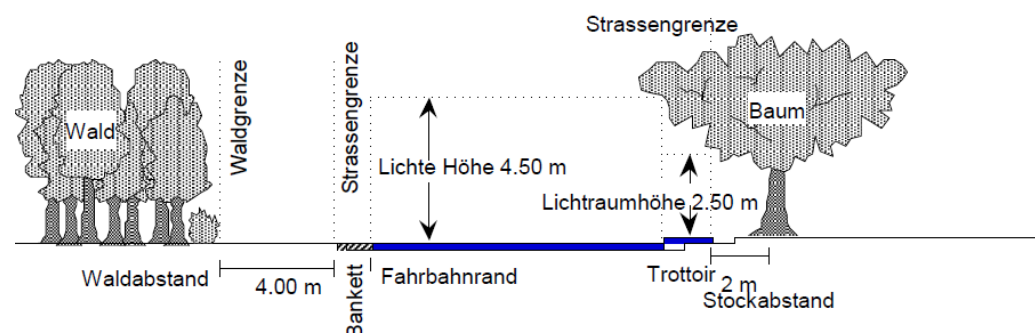 Strassengrenze
Wald
Waldgrenze
Strassengrenze
Baum
Lichte Höhe 4.50 m
Lichtraumhöhe 2.50 m
Waldabstand
4.00 m
Bankett
Fahrbahnrand
Trottoir
2 m
Stockabstand